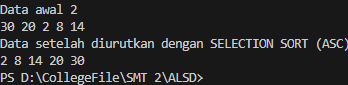 Data awal 2
30 20 2 8 14
Data setelah diurutkan dengan SELECTION SORT (ASC)
2 8 14 20 30
PS D:\CollegeFile\SMT 2\ALSD>